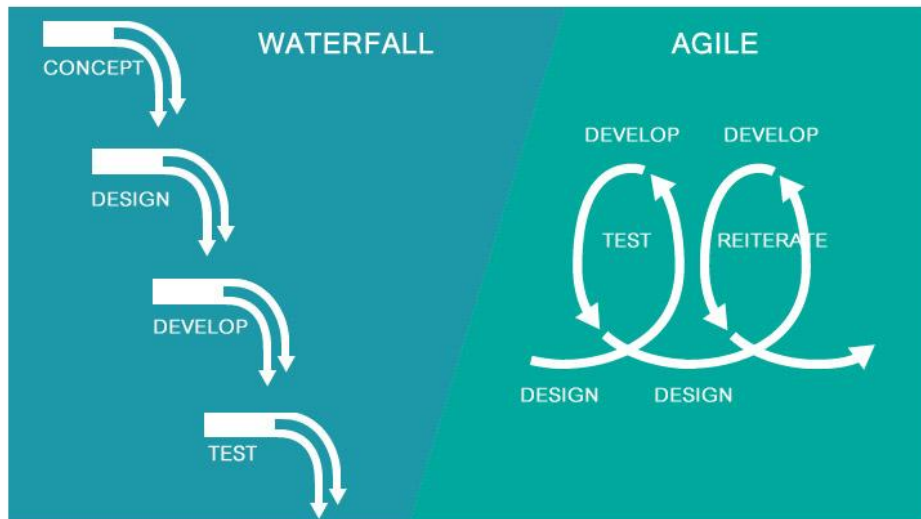 WATERFALL
CONCEPT
DESIGN
DEVELOP
TEST
AGILE
DEVELOP DEVELOP
TEST REITERATE
DESIGN DESIGN